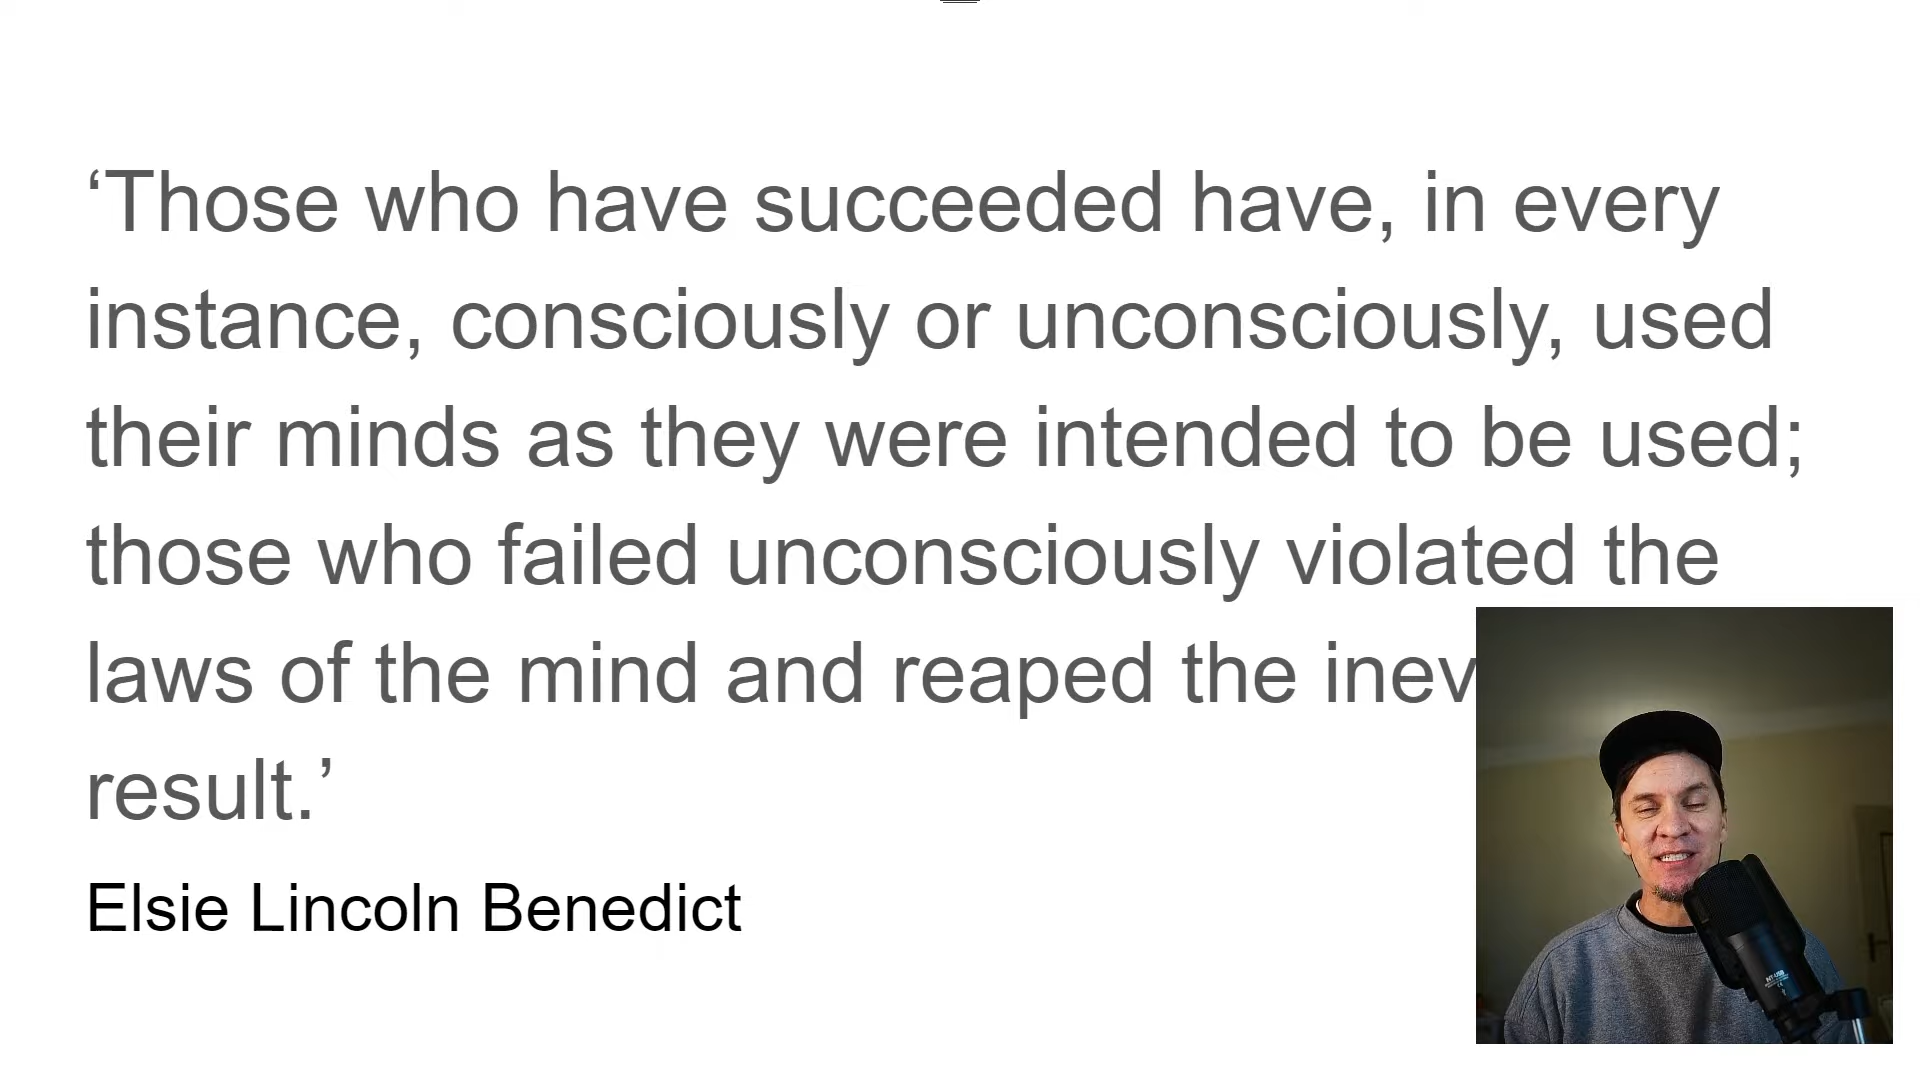 ‘Those who have succeeded have, in every
instance, consciously or unconsciously, used
their minds as they were intended to be used;
those who failed unconsciously violated the
laws of the mind and reaped the inev
result.’
Elsie Lincoln Benedict
NT-USB